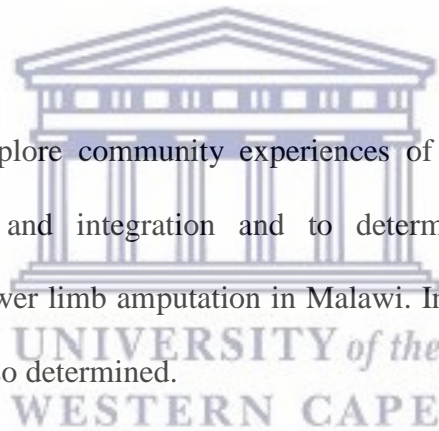 plore community experiences of
and integration and to determ
wer limb amputation in Malawi. In
UNIVERSITY of the
o determined.
WESTERN CAPE